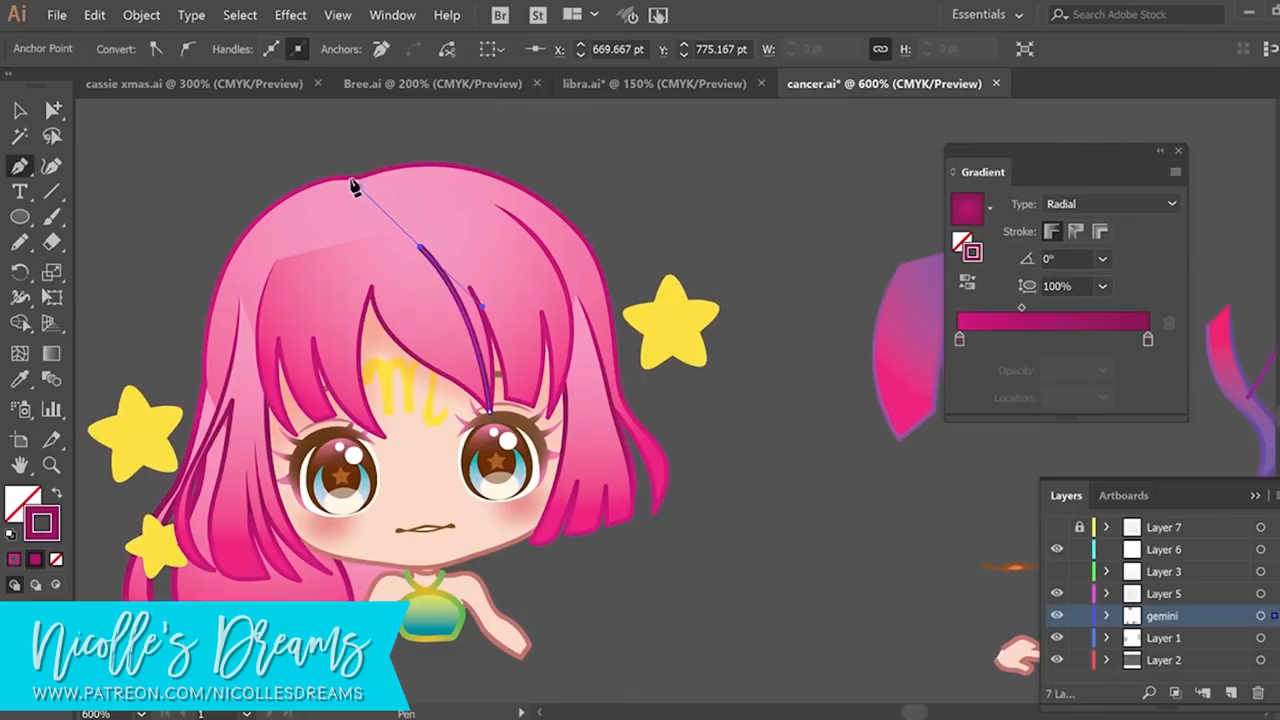 Ai File Edit Type Select Effect View Window Help Br St Essentials Search Adobe Stock
Anchor Point Convert: Handles: Anchors: X: 669.667 pt Y: 775.167 pt W: 0 pt H: 0 pt
cassie xmas.ai @ 300% (CMYK/Preview) × Bree.ai @ 200% (CMYK/Preview) × libra.ai* @ 150% (CMYK/Preview) × cancer.ai* @ 600% (CMYK/Preview) ×
Gradient
Type: Radial
Stroke:
0°
100%
Opacity:
Location:
Layers Artboards
Layer 7
Layer 6
Layer 3
Layer 5
gemini
Layer 1
Layer 2
7 La...
Nicolle's Dreams
WWW.PATREON.COM/NICOLLESDREAMS
600% 1 Pen